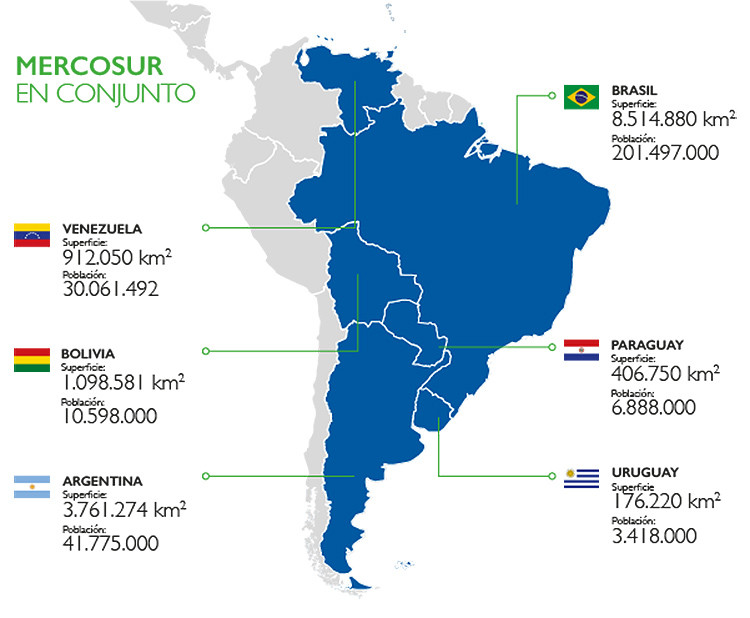 MERCOSUR
EN CONJUNTO
BRASIL
Superficie:
8.514.880 km²
Población:
201.497.000
VENEZUELA
Superficie:
912.050 km²
Población:
30.061.492
BOLIVIA
Superficie:
1.098.581 km²
Población:
10.598.000
ARGENTINA
Superficie:
3.761.274 km²
Población:
41.775.000
PARAGUAY
Superficie:
406.750 km²
Población:
6.888.000
URUGUAY
Superficie
176.220 km²
Población:
3.418.000